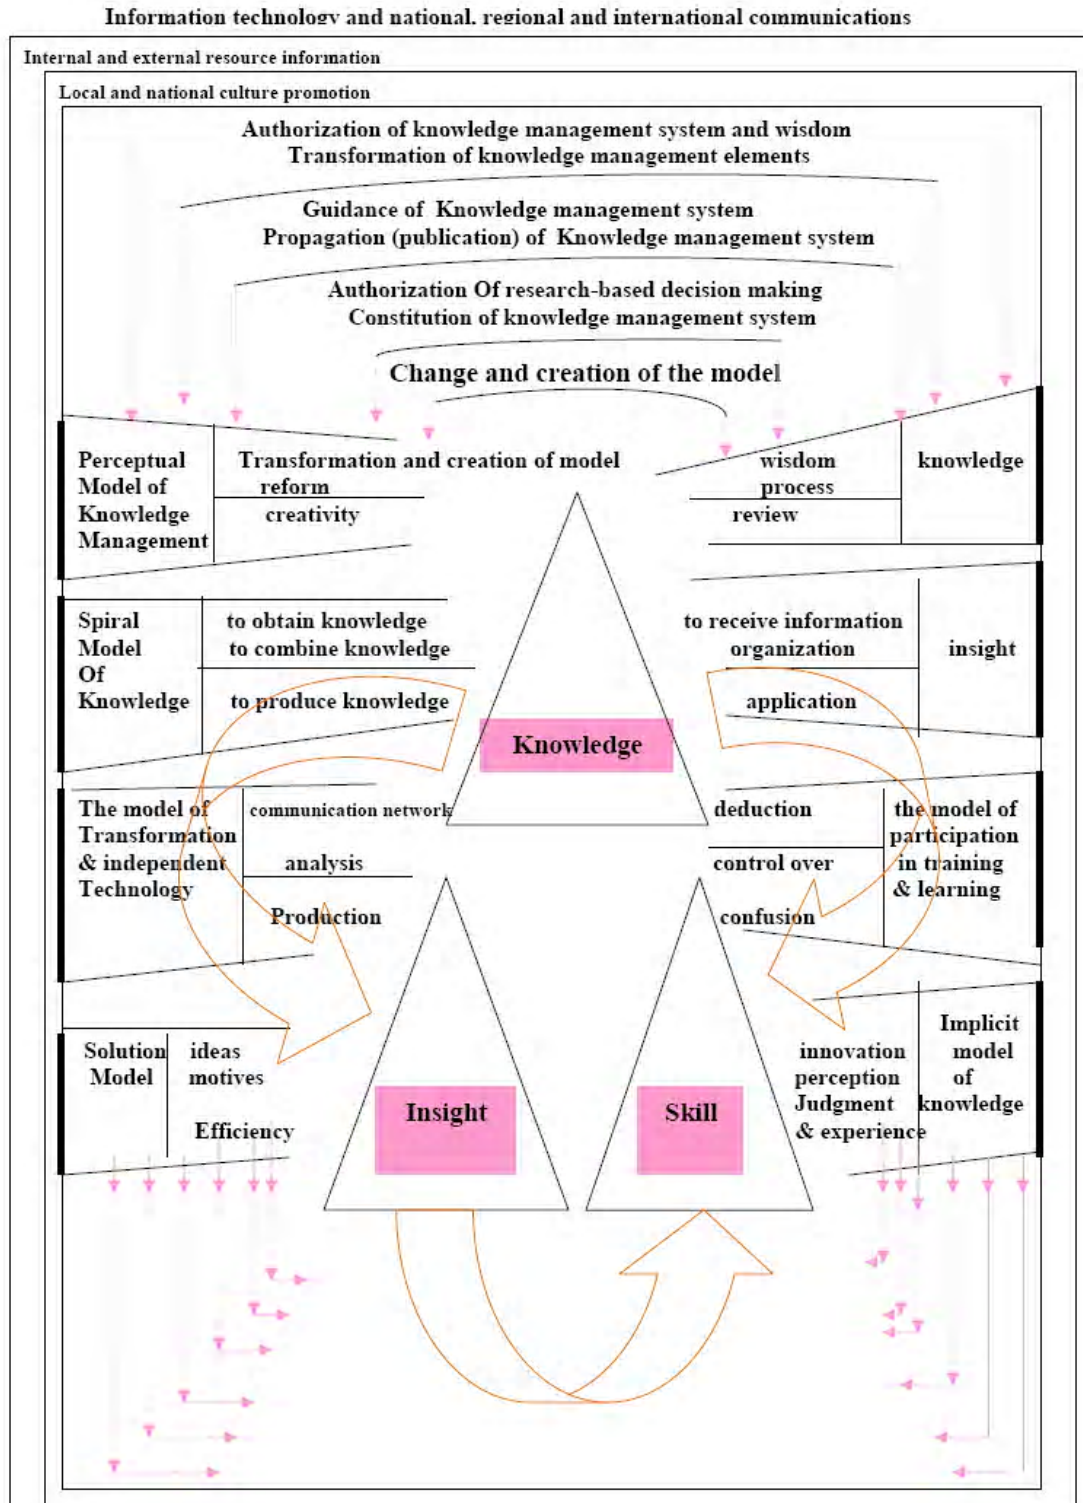 Information technology and national, regional and international communications
Internal and external resource information
Local and national culture promotion
Authorization of knowledge management system and wisdom
Transformation of knowledge management elements
Guidance of Knowledge management system
Propagation (publication) of Knowledge management system
Authorization Of research-based decision making
Constitution of knowledge management system
Change and creation of the model
Perceptual
Model of
Knowledge
Management
Transformation and creation of model
reform
creativity
wisdom
process
review
knowledge
Spiral
Model
Of
Knowledge
to obtain knowledge
to combine knowledge
to produce knowledge
to receive information
organization
application
insight
Knowledge
The model of
Transformation
& independent
Technology
communication network
analysis
Production
deduction
control over
confusion
the model of
participation
in training
& learning
Solution
Model
ideas
motives
Efficiency
Insight
Skill
innovation
perception
Judgment
& experience
Implicit
model
of
knowledge